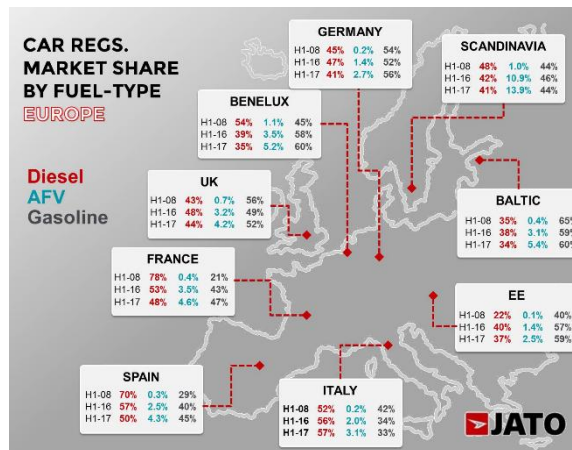 CAR REGS.
MARKET SHARE
BY FUEL-TYPE
EUROPE
Diesel
AFV
Gasoline
GERMANY
H1-08 45% 0.2% 54%
H1-16 47% 1.4% 52%
H1-17 41% 2.7% 56%
SCANDINAVIA
H1-08 48% 1.0% 44%
H1-16 42% 10.9% 46%
H1-17 41% 13.9% 44%
BENELUX
H1-08 54% 1.1% 45%
H1-16 39% 3.5% 58%
H1-17 35% 5.2% 60%
UK
H1-08 43% 0.7% 56%
H1-16 48% 3.2% 49%
H1-17 44% 4.2% 52%
BALTIC
H1-08 35% 0.4% 65%
H1-16 38% 3.1% 59%
H1-17 34% 5.4% 60%
FRANCE
H1-08 78% 0.4% 21%
H1-16 53% 3.5% 43%
H1-17 48% 4.6% 47%
EE
H1-08 22% 0.1% 40%
H1-16 40% 1.4% 57%
H1-17 37% 2.5% 59%
SPAIN
H1-08 70% 0.3% 29%
H1-16 57% 2.5% 40%
H1-17 50% 4.3% 45%
ITALY
H1-08 52% 0.2% 42%
H1-16 56% 2.0% 34%
H1-17 57% 3.1% 33%
JATO